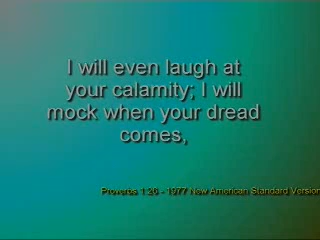 I will even laugh at
your calamity; I will
mock when your dread
comes,
Proverbs 1:26 - 1977 New American Standard Version